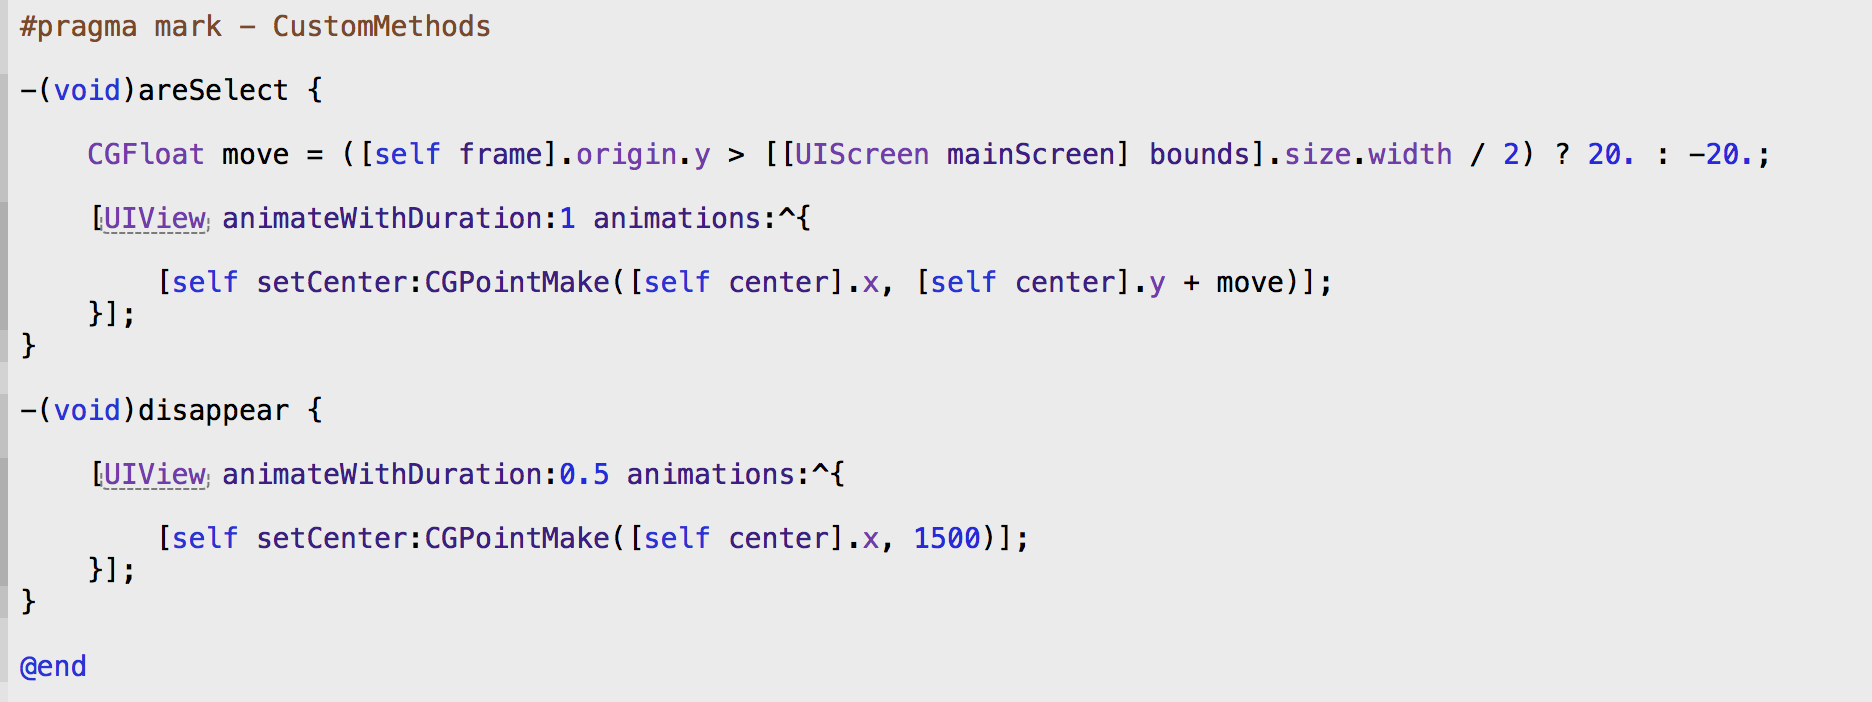 #pragma mark - CustomMethods
-(void)areSelect {
CGFloat move = ([self frame].origin.y > [[UIScreen mainScreen] bounds].size.width / 2) ? 20. : -20.;
[UIView animateWithDuration:1 animations:^{
[self setCenter:CGPointMake([self center].x, [self center].y + move)];
}];
}
-(void)disappear {
[UIView animateWithDuration:0.5 animations:^{
[self setCenter:CGPointMake([self center].x, 1500)];
}];
}
@end